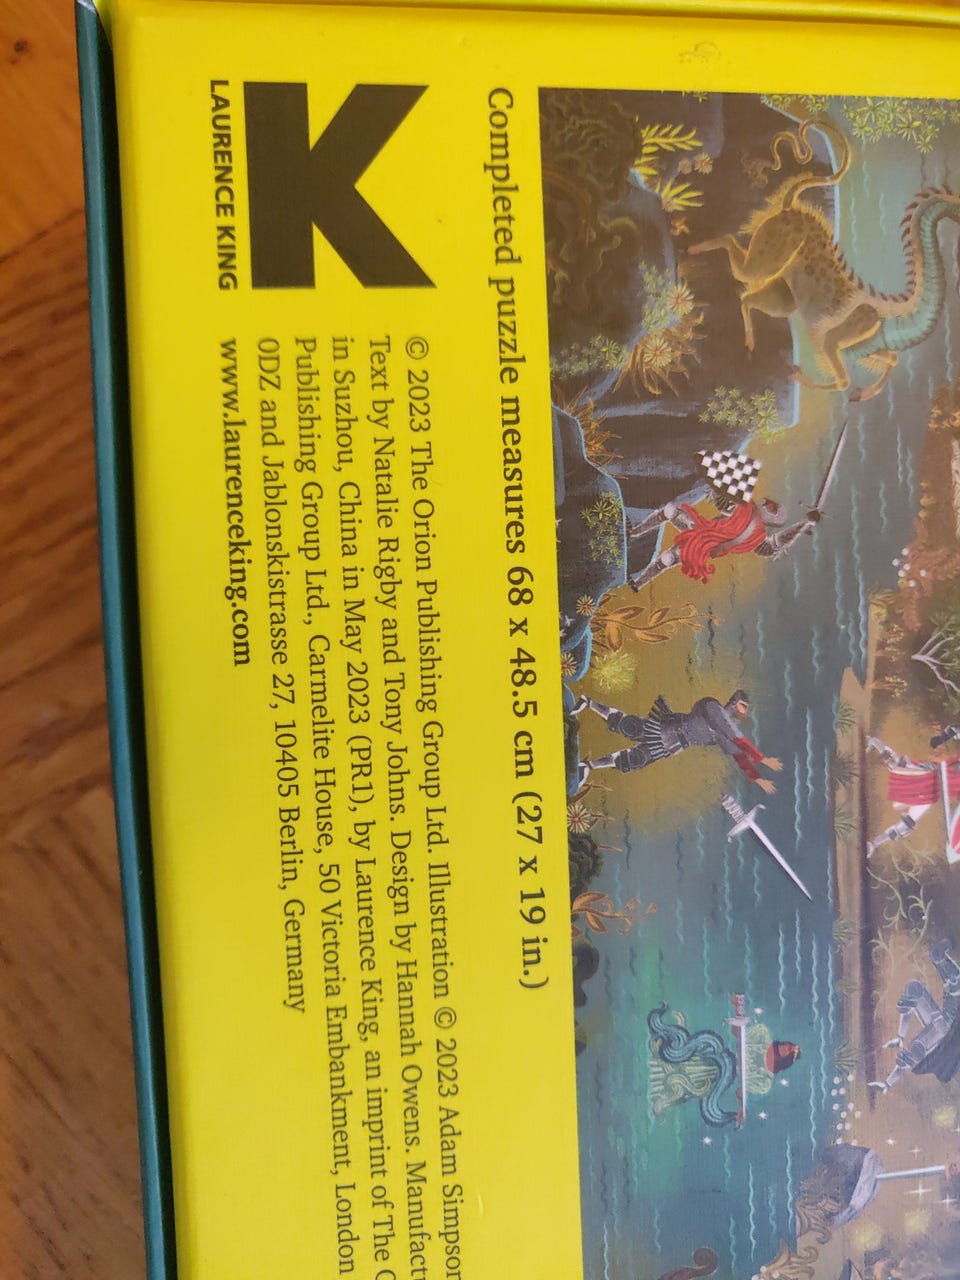 Completed puzzle measures 68 x 48.5 cm (27 x 19 in.)
LAURENCE KING
© 2023 The Orion Publishing Group Ltd. Illustration © 2023 Adam Simpson
Text by Natalie Rigby and Tony Johns. Design by Hannah Owens. Manufact
in Suzhou, China in May 2023 (PR1), by Laurence King, an imprint of The
Publishing Group Ltd., Carmelite House, 50 Victoria Embankment, London
0DZ and Jablonskistrasse 27, 10405 Berlin, Germany
www.laurenceking.com